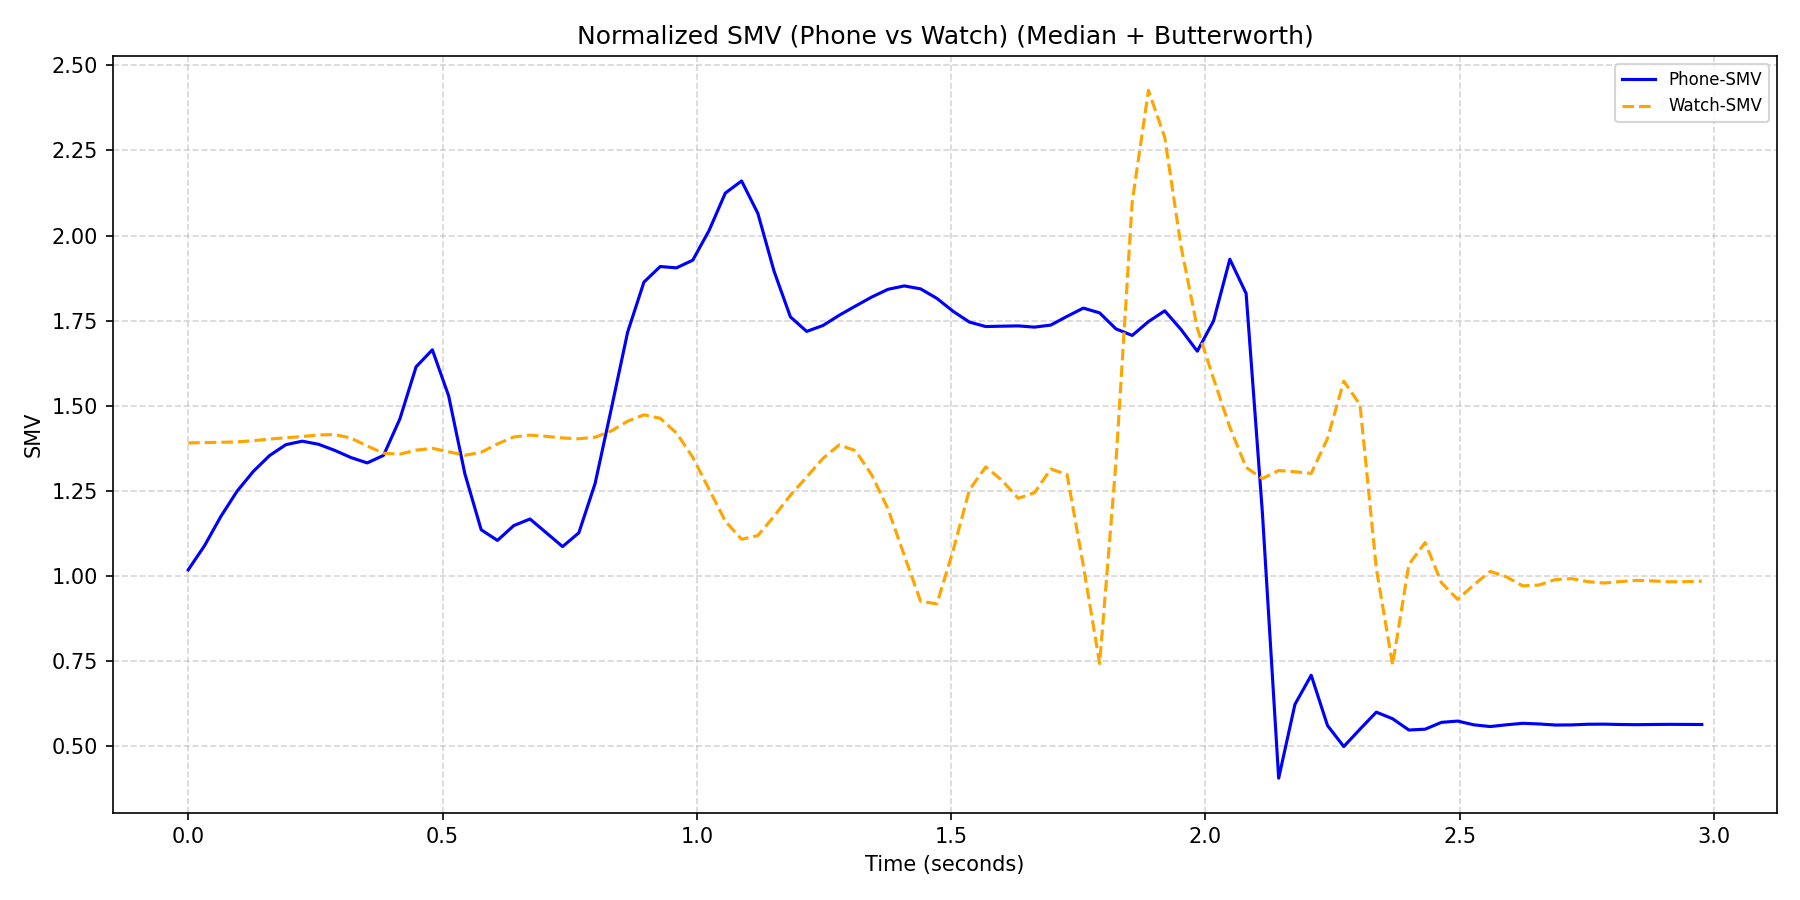 Normalized SMV (Phone vs Watch) (Median + Butterworth)
Phone-SMV
Watch-SMV
SMV
2.50
2.25
2.00
1.75
1.50
1.25
1.00
0.75
0.50
0.0 0.5 1.0 1.5 2.0 2.5 3.0
Time (seconds)